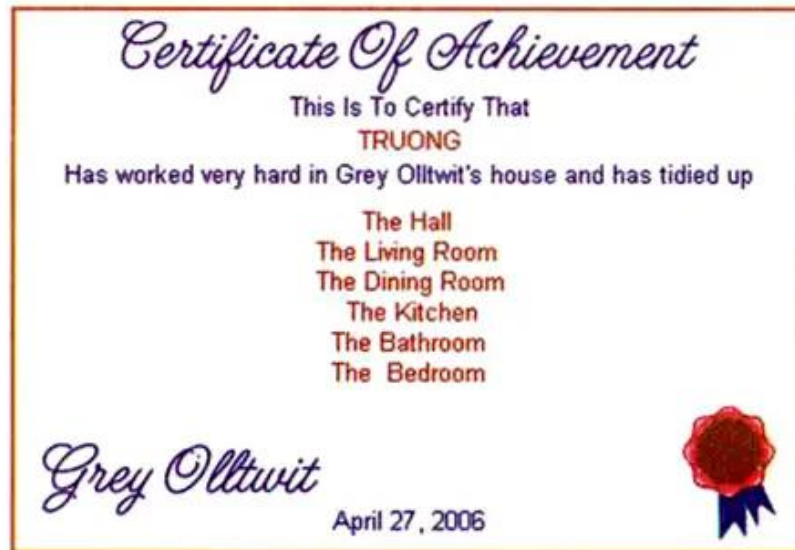 Certificate Of Achievement
This Is To Certify That
TRUONG
Has worked very hard in Grey Olltwit's house and has tidied up
The Hall
The Living Room
The Dining Room
The Kitchen
The Bathroom
The Bedroom
Grey Olltwit
April 27, 2006